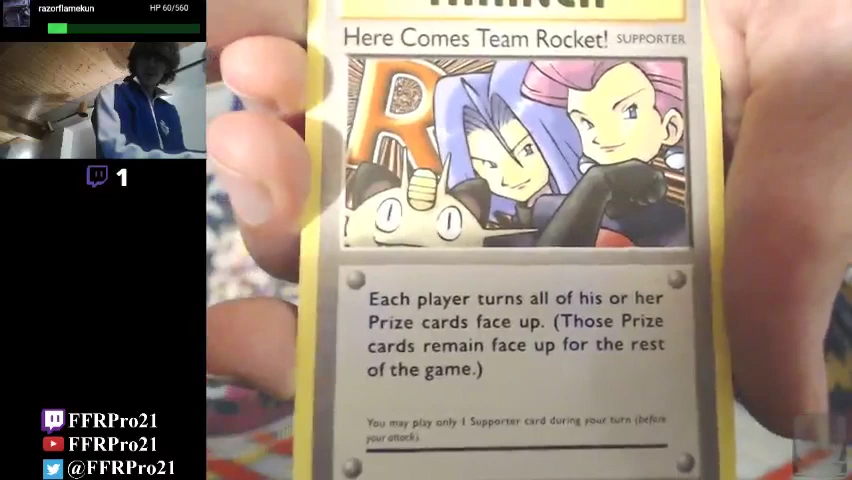 razorflamekun
HP 60/560
Here Comes Team Rocket! SUPPORTER
R
Each player turns all of his or her
Prize cards face up. (Those Prize
cards remain face up for the rest
of the game.)
You may play only 1 Supporter card during your turn (before
your attack).
1
FFRPro21
FFRPro21
@FFRPro21